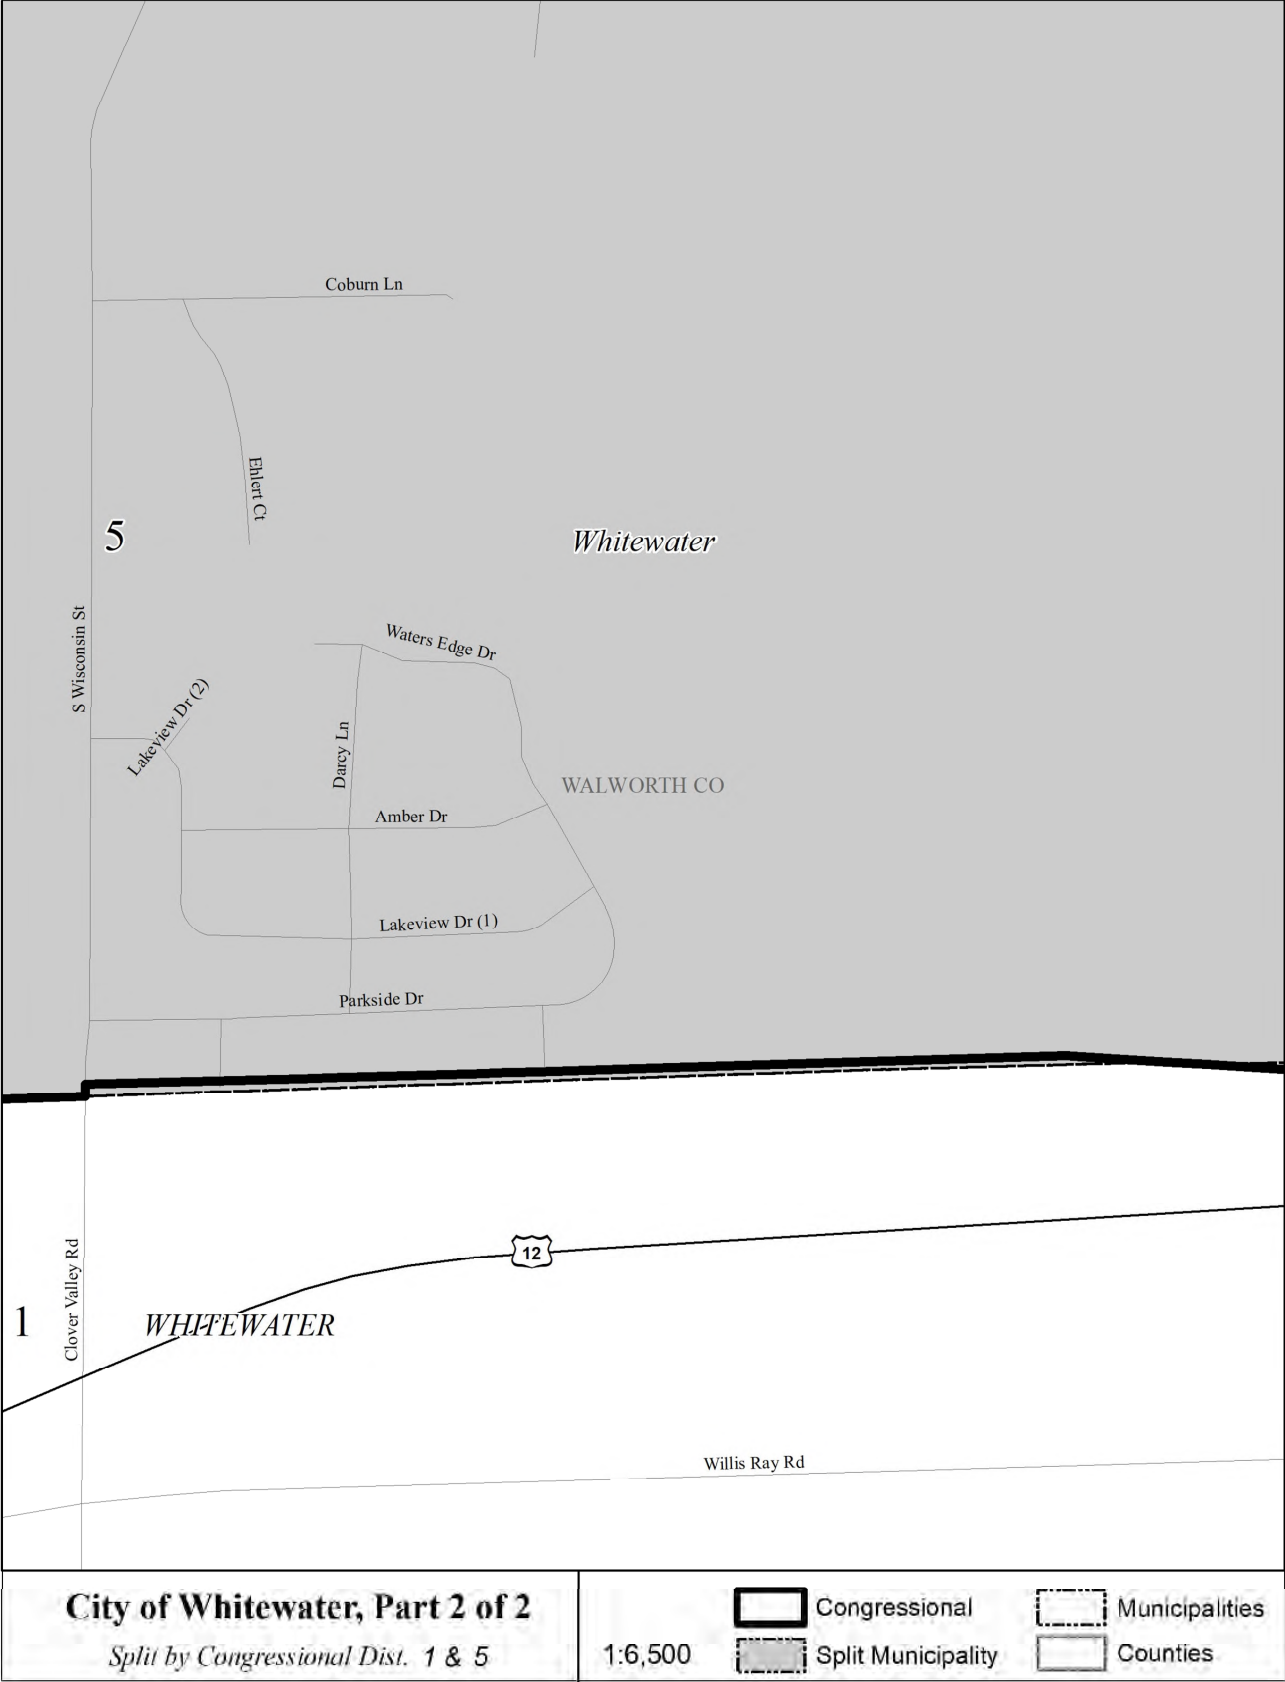 Coburn Ln
Ehlert Ct
5
Whitewater
S Wisconsin St
Waters Edge Dr
Lakeview Dr (2)
Darcy Ln
WALWORTH CO
Amber Dr
Lakeview Dr (1)
Parkside Dr
12
Clover Valley Rd
1
WHITEWATER
Willis Ray Rd
City of Whitewater, Part 2 of 2
Split by Congressional Dist. 1 & 5
1:6,500
Congressional
Split Municipality
Municipalities
Counties